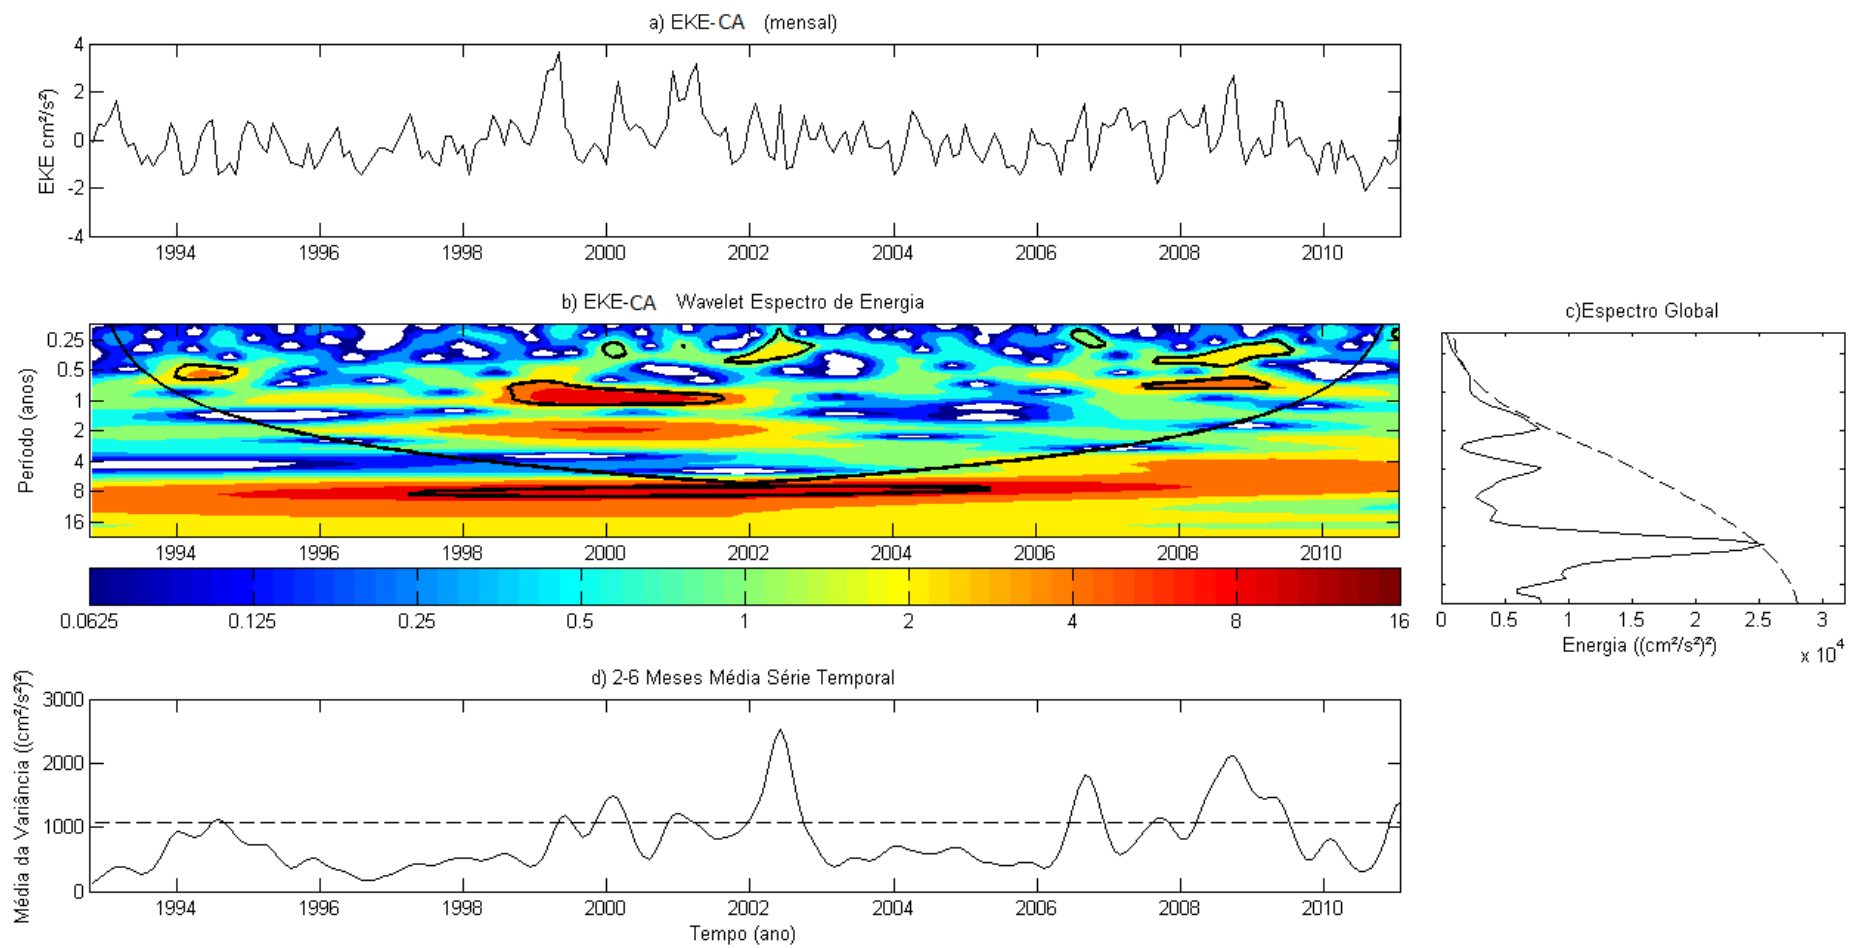 a) EKE-CA (mensal)
EKE cm²/s²)
4
2
0
-2
-4
1994 1996 1998 2000 2002 2004 2006 2008 2010
b) EKE-CA Wavelet Espectro de Energia
Período (anos)
0.25
0.5
1
2
4
8
16
1994 1996 1998 2000 2002 2004 2006 2008 2010
0.0625 0.125 0.25 0.5 1 2 4 8 16
c)Espectro Global
0 0.5 1 1.5 2 2.5 3
Energia ((cm²/s²)²)
x 10⁴
d) 2-6 Meses Média Série Temporal
Média da Variância ((cm²/s²)²)
3000
2000
1000
0
1994 1996 1998 2000 2002 2004 2006 2008 2010
Tempo (ano)